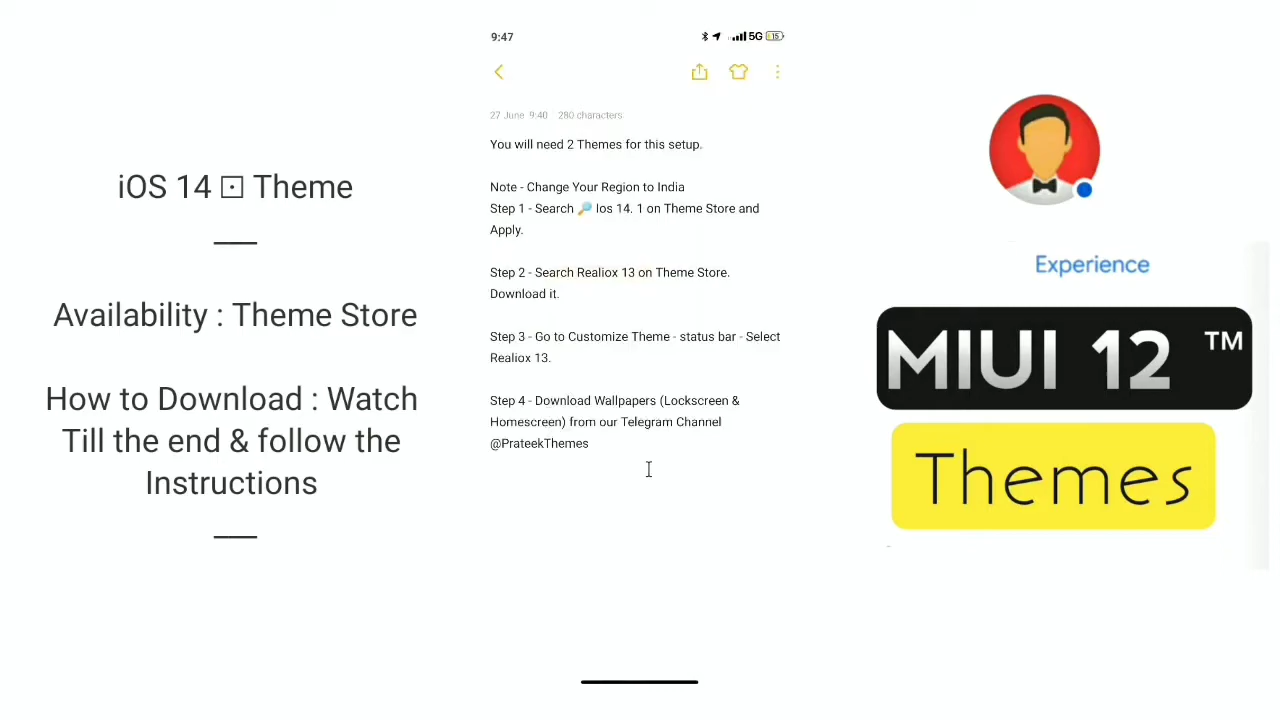 iOS 14 ⊡ Theme
Availability : Theme Store
How to Download : Watch
Till the end & follow the
Instructions
9:47
5G 15
27 June 9:40 280 characters
You will need 2 Themes for this setup.
Note - Change Your Region to India
Step 1 - Search 🔎 Ios 14. 1 on Theme Store and
Apply.
Step 2 - Search Realiox 13 on Theme Store.
Download it.
Step 3 - Go to Customize Theme - status bar - Select
Realiox 13.
Step 4 - Download Wallpapers (Lockscreen &
Homescreen) from our Telegram Channel
@PrateekThemes
Experience
MIUI 12 ™
Themes